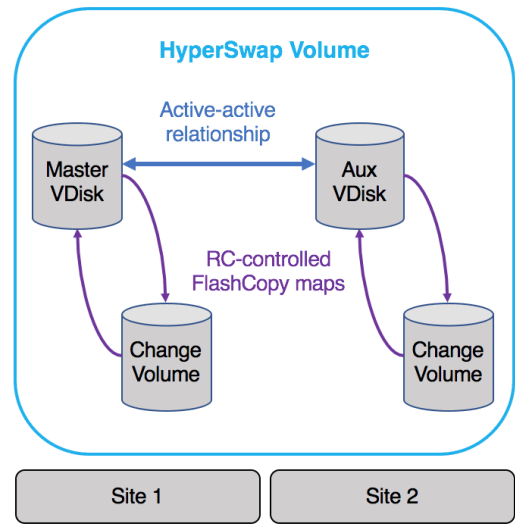 HyperSwap Volume
Active-active
relationship
Master
VDisk
Aux
VDisk
RC-controlled
FlashCopy maps
Change
Volume
Change
Volume
Site 1
Site 2